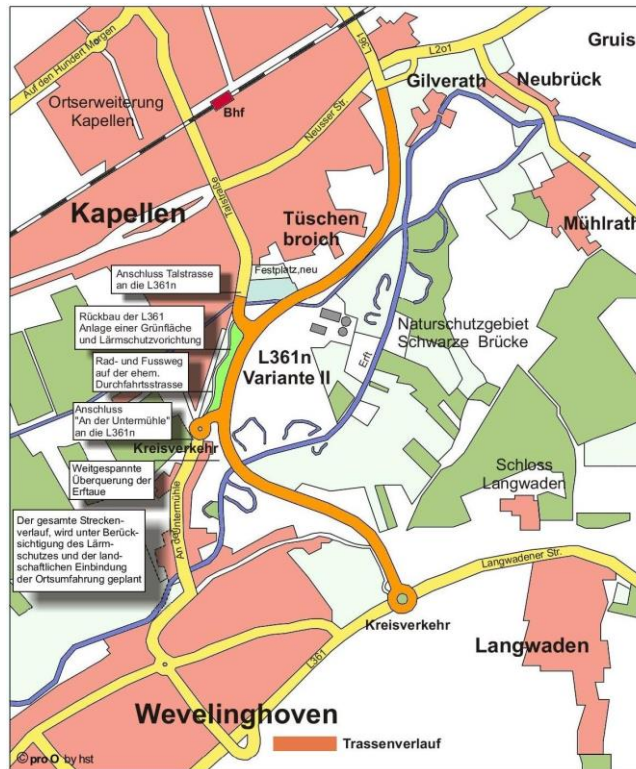 Auf den Hundert Morgen
L361
L2o1
Gruis
Ortserweiterung
Kapellen
Bhf
Neusser Str.
Gilverath
Neubrück
Talstraße
Kapellen
Tüschen
broich
Mühlrath
Anschluss Talstrasse
an die L361n
Festplatz,neu
Rückbau der L361
Anlage einer Grünfläche
und Lärmschutzvorichtung
Naturschutzgebiet
Schwarze Brücke
Rad- und Fussweg
auf der ehem.
Durchfahrtsstrasse
L361n
Variante II
Erft
Anschluss
"An der Untermühle"
an die L361n
Kreisverkehr
Weitgespannte
Überquerung der
Erftaue
Schloss
Langwaden
Der gesamte Strecken-
verlauf, wird unter Berück-
sichtigung des Lärm-
schutzes und der land-
schaftlichen Einbindung
der Ortsumfahrung geplant
An der Untermühle
Langwadener Str.
Kreisverkehr
Langwaden
L361
Wevelinghoven
© pro O by hst
Trassenverlauf